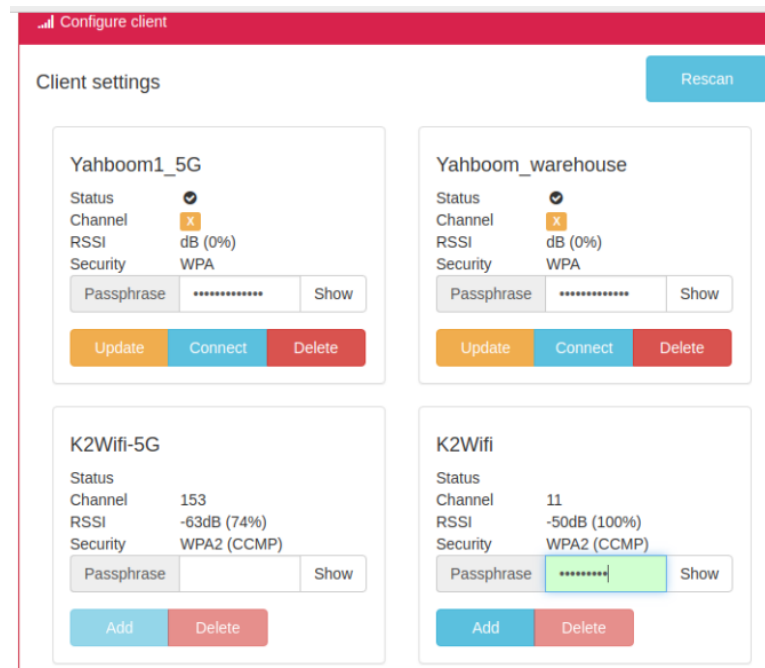 Configure client
Client settings
Rescan
Yahboom1_5G
Status
Channel X
RSSI dB (0%)
Security WPA
Passphrase ••••••••••••• Show
Update Connect Delete
Yahboom_warehouse
Status
Channel X
RSSI dB (0%)
Security WPA
Passphrase ••••••••••••• Show
Update Connect Delete
K2Wifi-5G
Status
Channel 153
RSSI -63dB (74%)
Security WPA2 (CCMP)
Passphrase Show
Add Delete
K2Wifi
Status
Channel 11
RSSI -50dB (100%)
Security WPA2 (CCMP)
Passphrase ••••••••• Show
Add Delete